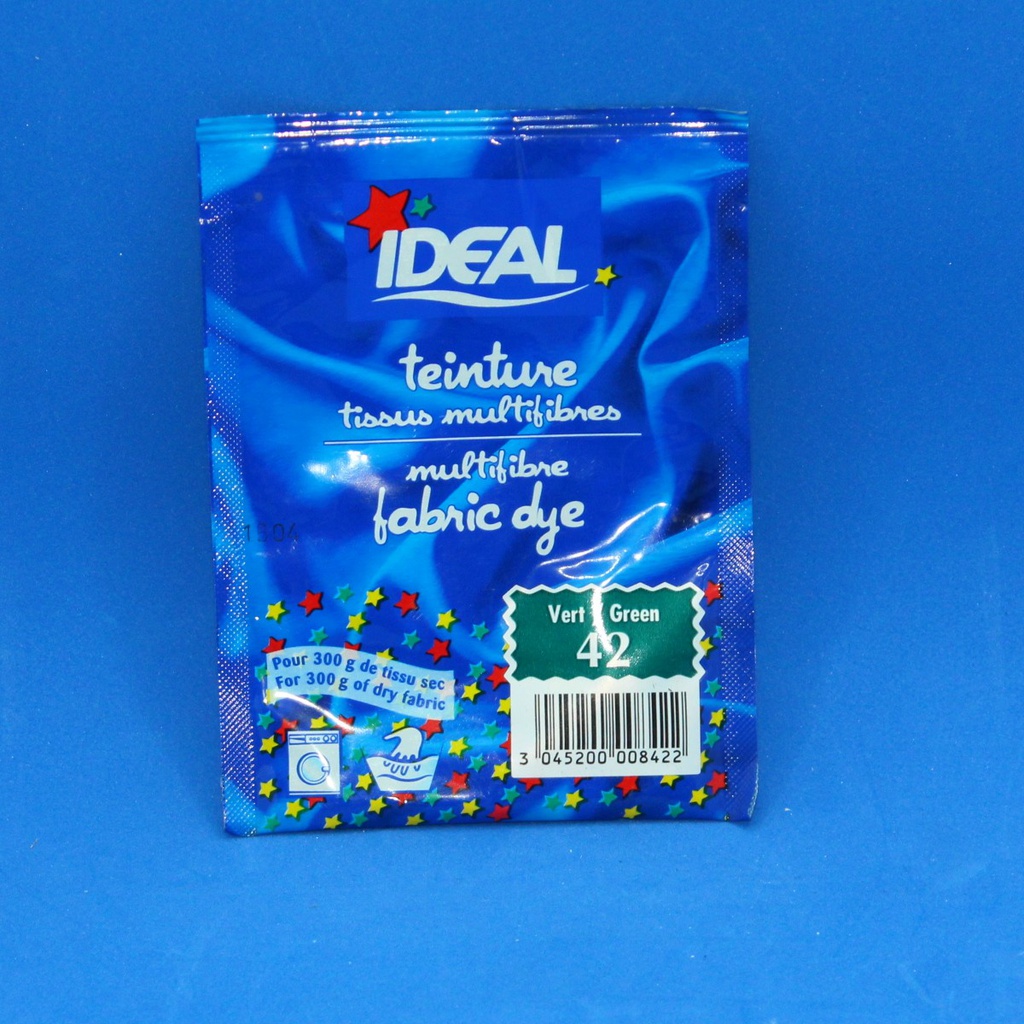 IDEAL
teinture
tissus multifibres
multifibre
fabric dye
Vert Green
42
Pour 300 g de tissu sec
For 300 g of dry fabric
3 045200 008422